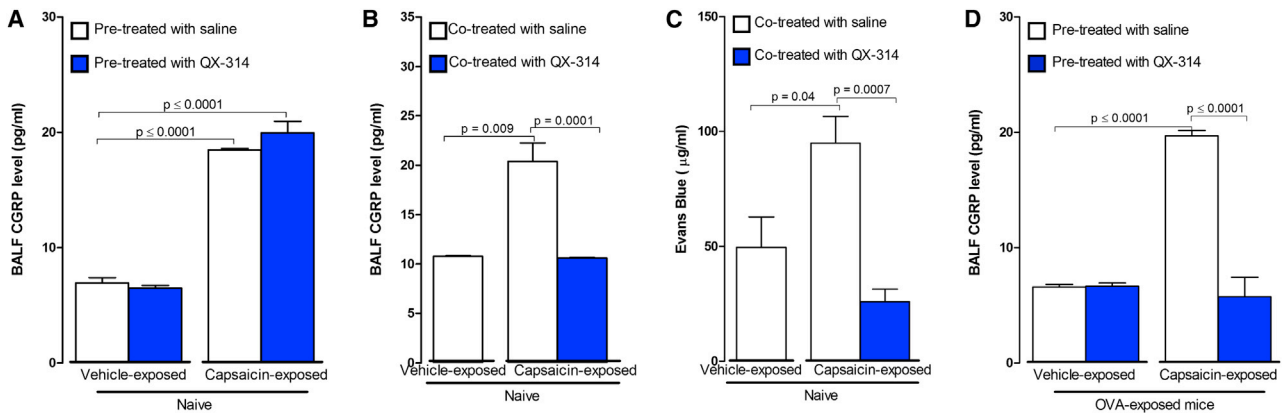 A
Pre-treated with saline
Pre-treated with QX-314
BALF CGRP level (pg/ml)
30
20
10
0
p ≤ 0.0001
p ≤ 0.0001
Vehicle-exposed Capsaicin-exposed
Naive
B
Co-treated with saline
Co-treated with QX-314
BALF CGRP level (pg/ml)
35
30
25
20
15
10
5
0
p = 0.009
p = 0.0001
Vehicle-exposed Capsaicin-exposed
Naive
C
Co-treated with saline
Co-treated with QX-314
Evans Blue ( µg/ml)
150
100
50
0
p = 0.04
p = 0.0007
Vehicle-exposed Capsaicin-exposed
Naive
D
Pre-treated with saline
Pre-treated with QX-314
BALF CGRP level (pg/ml)
30
20
10
0
p ≤ 0.0001
p ≤ 0.0001
Vehicle-exposed Capsaicin-exposed
OVA-exposed mice